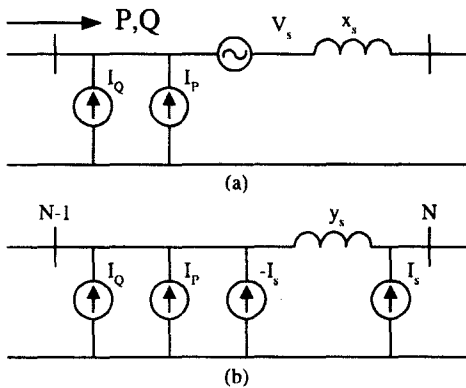 P,Q
V_s x_s
I_Q I_P
(a)
N-1 y_s N
I_Q I_P -I_s I_s
(b)